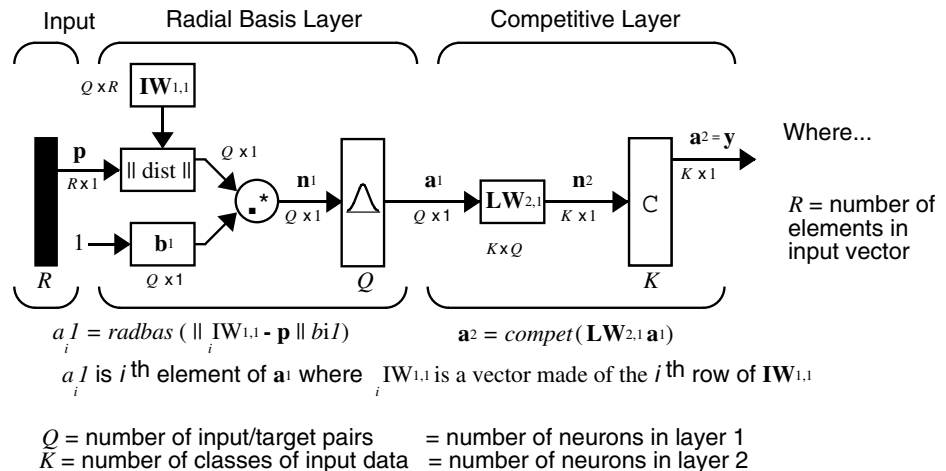 Input Radial Basis Layer Competitive Layer
Q x R IW1,1
p R x 1 || dist || Q x 1
1 b1 Q x 1
.* n1 Q x 1
a1 Q x 1
LW2,1 K x Q
n2 K x 1
C
a2 = y K x 1
Where...
R = number of
elements in
input vector
R Q K
ai1 = radbas ( || iIW1,1 - p || bi1) a2 = compet( LW2,1 a1)
ai1 is i th element of a1 where iIW1,1 is a vector made of the i th row of IW1,1
Q = number of input/target pairs = number of neurons in layer 1
K = number of classes of input data = number of neurons in layer 2